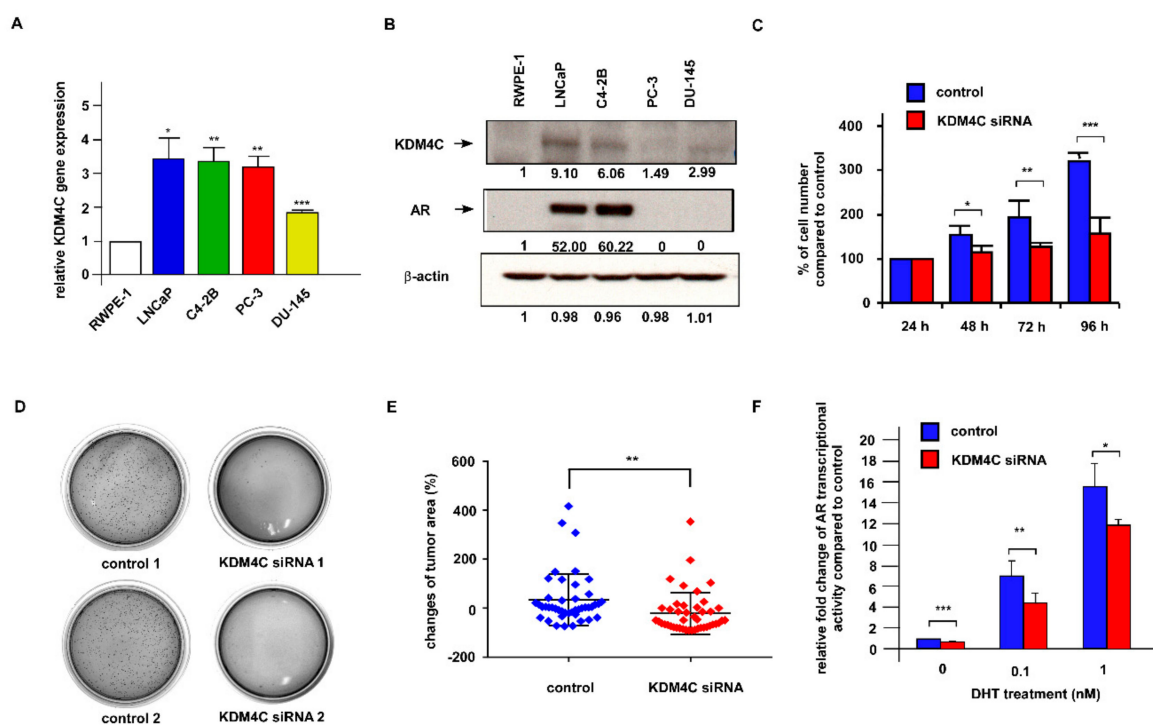 A
relative KDM4C gene expression
5
4
3
2
1
0
*
**
**
***
RWPE-1
LNCaP
C4-2B
PC-3
DU-145
B
RWPE-1
LNCaP
C4-2B
PC-3
DU-145
KDM4C
1 9.10 6.06 1.49 2.99
AR
1 52.00 60.22 0 0
β-actin
1 0.98 0.96 0.98 1.01
C
control
KDM4C siRNA
% of cell number
compared to control
400
300
200
100
0
*
**
***
24 h 48 h 72 h 96 h
D
control 1
KDM4C siRNA 1
control 2
KDM4C siRNA 2
E
changes of tumor area (%)
600
400
200
0
-200
**
control
KDM4C siRNA
F
control
KDM4C siRNA
relative fold change of AR transcriptional
activity compared to control
20
18
16
14
12
10
8
6
4
2
0
***
**
*
0 0.1 1
DHT treatment (nM)